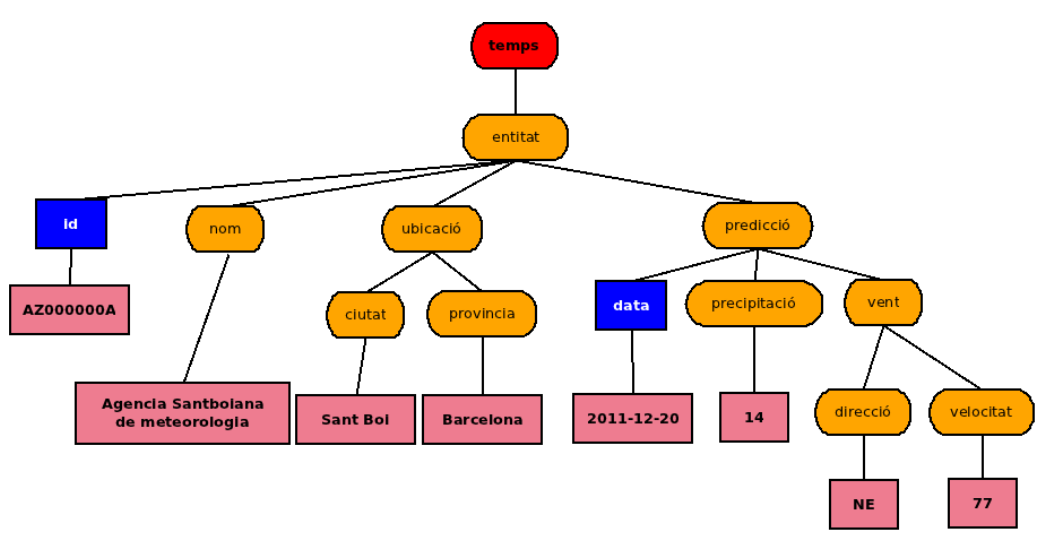 temps
entitat
id
nom
ubicació
predicció
AZ000000A
ciutat
provincia
data
precipitació
vent
Agencia Santboiana
de meteorologia
Sant Boi
Barcelona
2011-12-20
14
direcció
velocitat
NE
77